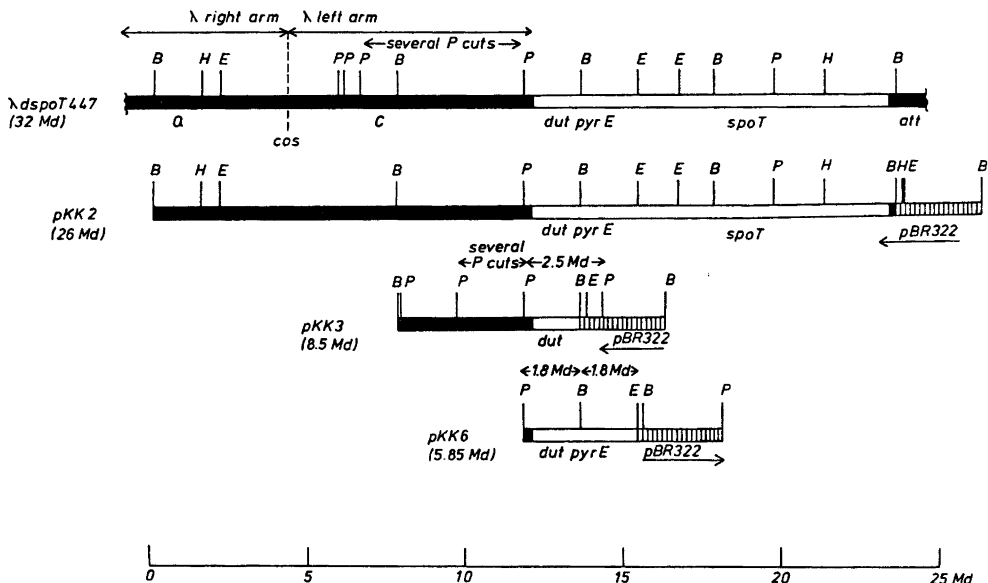 λ right arm λ left arm
several P cuts
B H E P P P B P B E E B P H B
λ dspoT447
(32 Md)
a c dut pyr E spoT att
cos
B H E B P B E E B P H B H E B
pKK2
(26 Md)
dut pyr E spoT pBR322
several
P cuts 2.5 Md
B P P P B E P B
pKK3
(8.5 Md)
dut pBR322
1.8 Md 1.8 Md
P B E B P
pKK6
(5.85 Md)
dut pyr E pBR322
0 5 10 15 20 25 Md